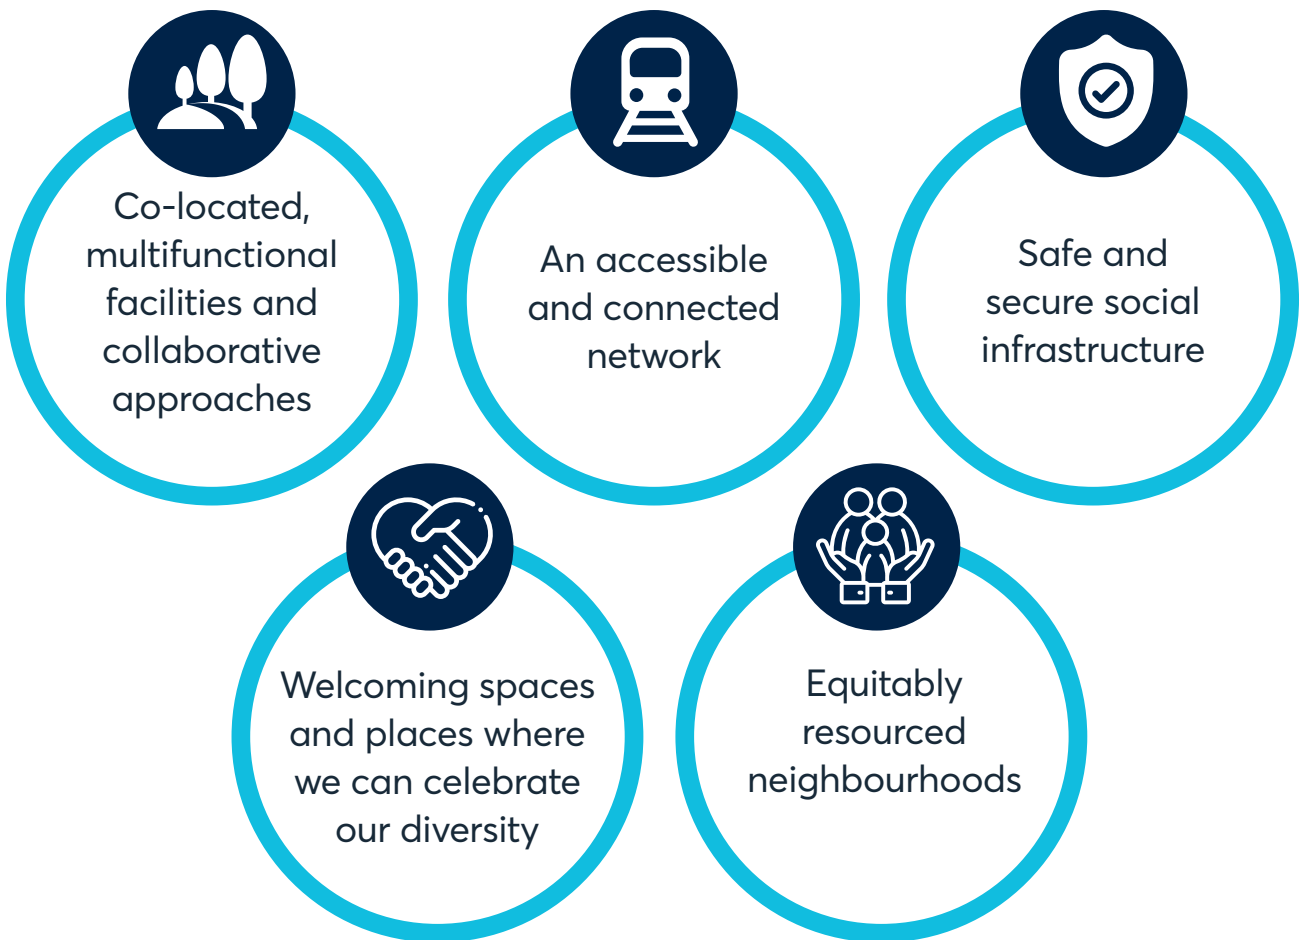 Co-located,
multifunctional
facilities and
collaborative
approaches
An accessible
and connected
network
Safe and
secure social
infrastructure
Welcoming spaces
and places where
we can celebrate
our diversity
Equitably
resourced
neighbourhoods